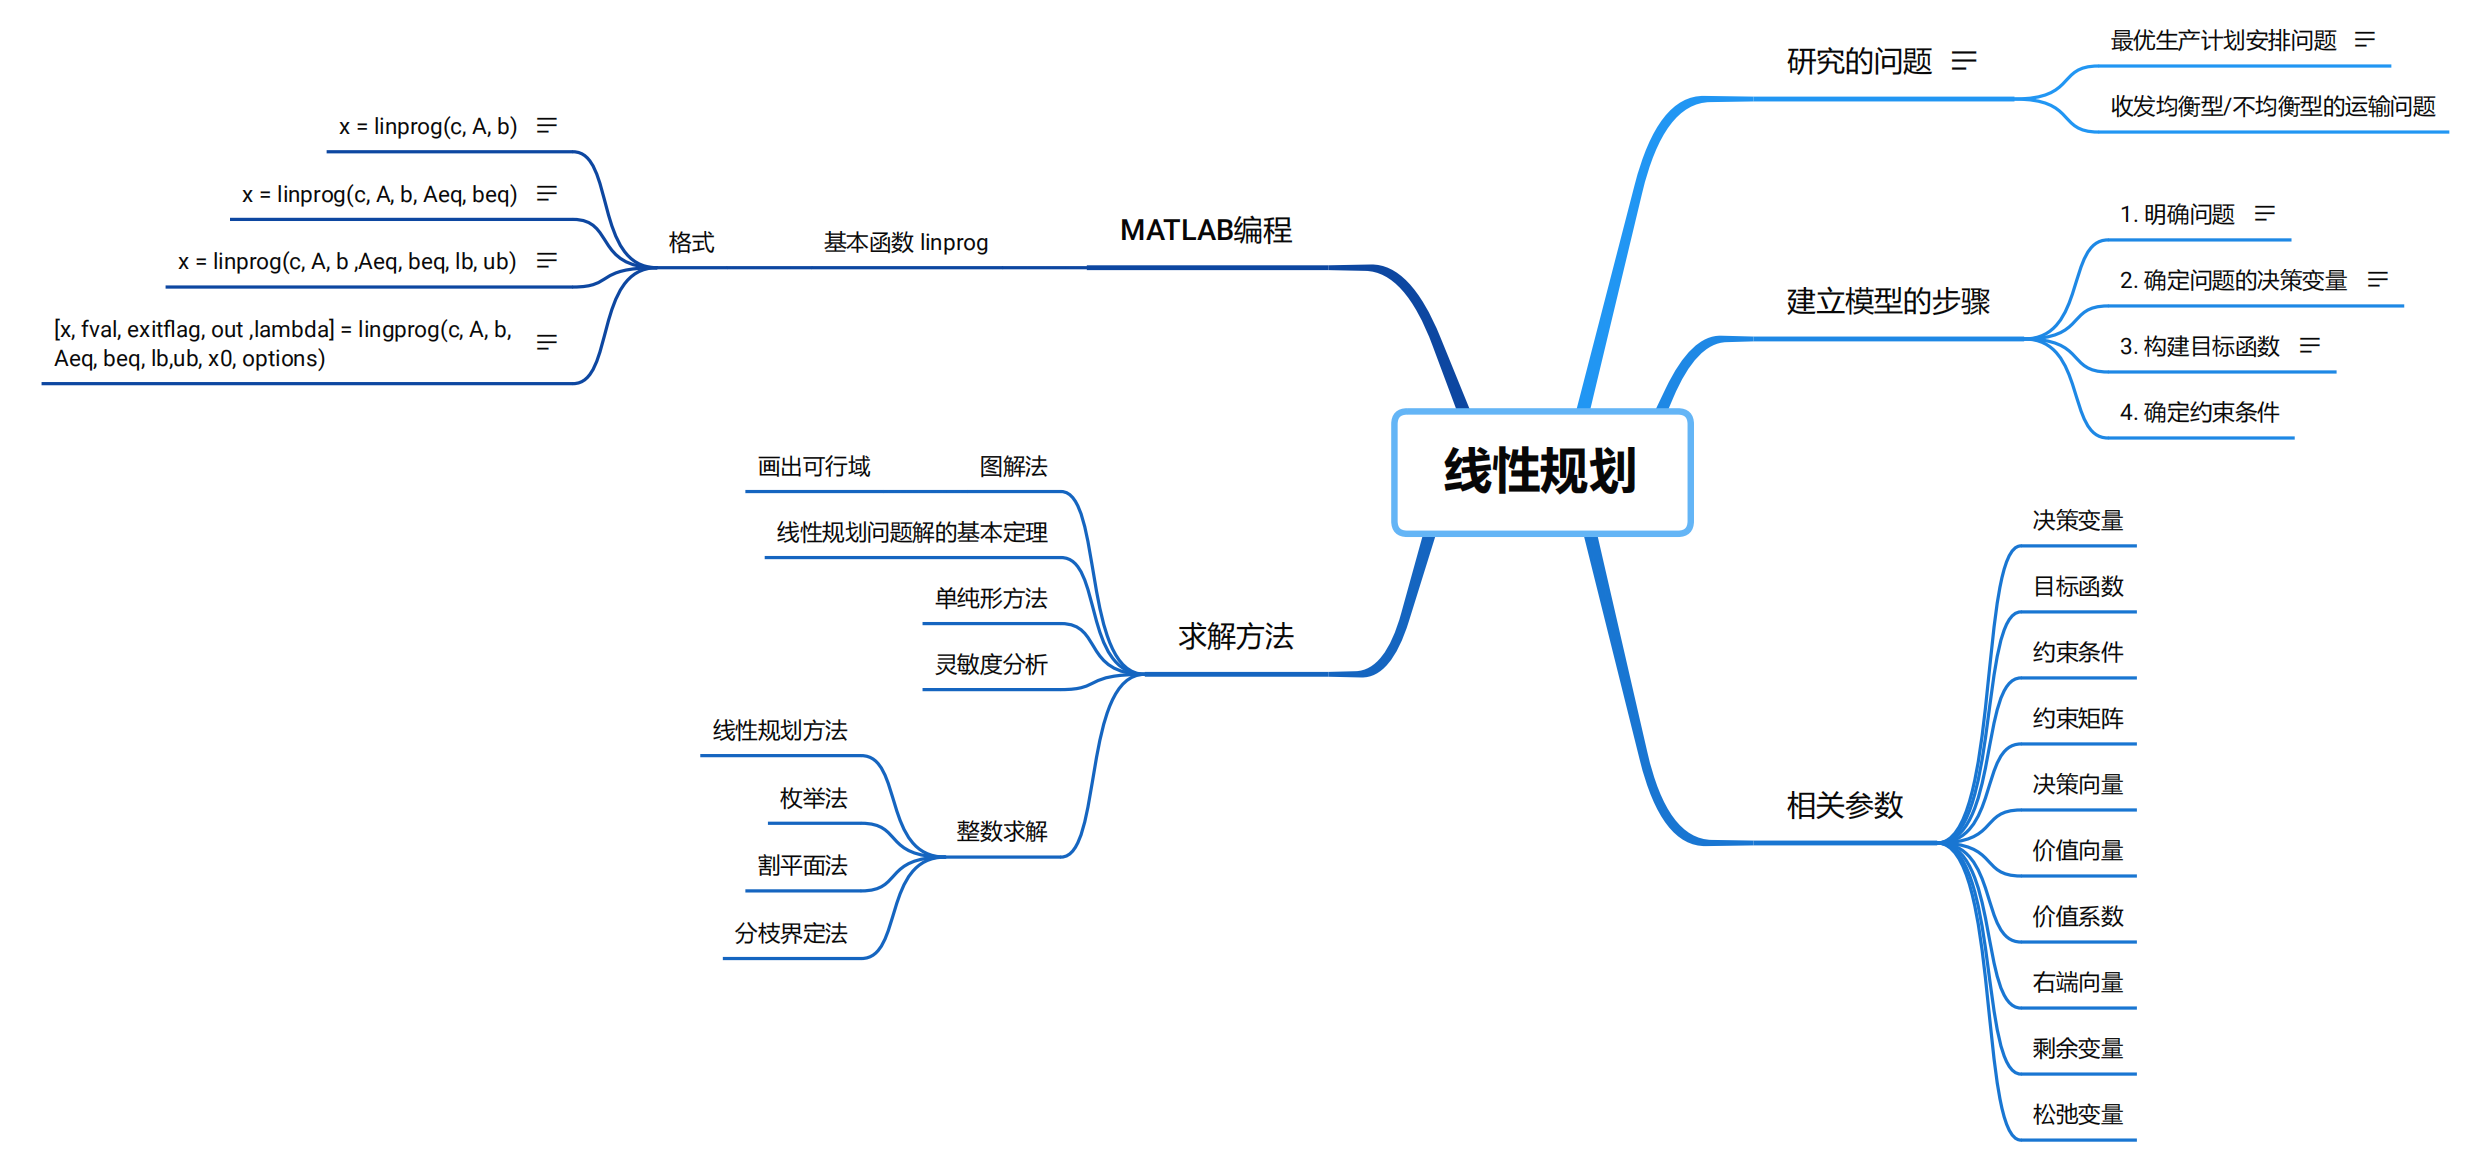 线性规划
研究的问题
最优生产计划安排问题
收发均衡型/不均衡型的运输问题
建立模型的步骤
1. 明确问题
2. 确定问题的决策变量
3. 构建目标函数
4. 确定约束条件
相关参数
决策变量
目标函数
约束条件
约束矩阵
决策向量
价值向量
价值系数
右端向量
剩余变量
松弛变量
求解方法
图解法
画出可行域
线性规划问题解的基本定理
单纯形方法
灵敏度分析
整数求解
线性规划方法
枚举法
割平面法
分枝界定法
MATLAB编程
基本函数 linprog
格式
x = linprog(c, A, b)
x = linprog(c, A, b, Aeq, beq)
x = linprog(c, A, b ,Aeq, beq, lb, ub)
[x, fval, exitflag, out ,lambda] = lingprog(c, A, b,
Aeq, beq, lb,ub, x0, options)